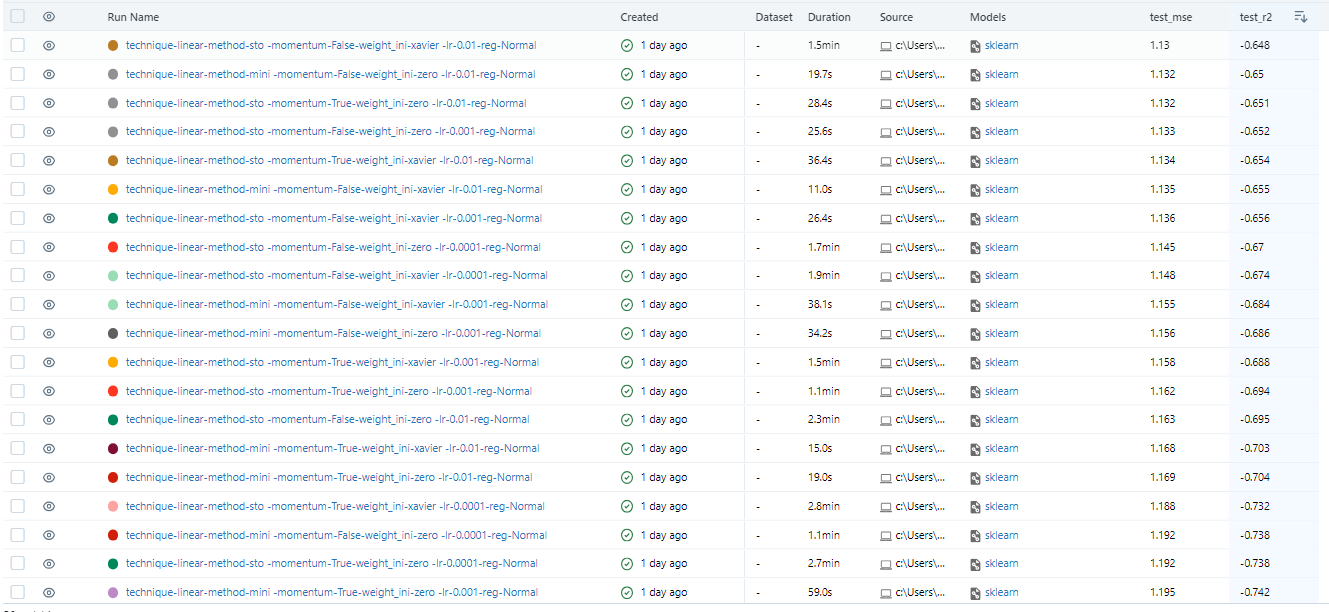 Run Name Created Dataset Duration Source Models test_mse test_r2
technique-linear-method-sto -momentum-False-weight_ini-xavier -lr-0.01-reg-Normal 1 day ago - 1.5min c:\Users\... sklearn 1.13 -0.648
technique-linear-method-mini -momentum-False-weight_ini-zero -lr-0.01-reg-Normal 1 day ago - 19.7s c:\Users\... sklearn 1.132 -0.65
technique-linear-method-sto -momentum-True-weight_ini-zero -lr-0.01-reg-Normal 1 day ago - 28.4s c:\Users\... sklearn 1.132 -0.651
technique-linear-method-sto -momentum-False-weight_ini-zero -lr-0.001-reg-Normal 1 day ago - 25.6s c:\Users\... sklearn 1.133 -0.652
technique-linear-method-sto -momentum-True-weight_ini-xavier -lr-0.01-reg-Normal 1 day ago - 36.4s c:\Users\... sklearn 1.134 -0.654
technique-linear-method-mini -momentum-False-weight_ini-xavier -lr-0.01-reg-Normal 1 day ago - 11.0s c:\Users\... sklearn 1.135 -0.655
technique-linear-method-sto -momentum-False-weight_ini-xavier -lr-0.001-reg-Normal 1 day ago - 26.4s c:\Users\... sklearn 1.136 -0.656
technique-linear-method-sto -momentum-False-weight_ini-zero -lr-0.0001-reg-Normal 1 day ago - 1.7min c:\Users\... sklearn 1.145 -0.67
technique-linear-method-sto -momentum-False-weight_ini-xavier -lr-0.0001-reg-Normal 1 day ago - 1.9min c:\Users\... sklearn 1.148 -0.674
technique-linear-method-mini -momentum-False-weight_ini-xavier -lr-0.001-reg-Normal 1 day ago - 38.1s c:\Users\... sklearn 1.155 -0.684
technique-linear-method-mini -momentum-False-weight_ini-zero -lr-0.001-reg-Normal 1 day ago - 34.2s c:\Users\... sklearn 1.156 -0.686
technique-linear-method-sto -momentum-True-weight_ini-xavier -lr-0.001-reg-Normal 1 day ago - 1.5min c:\Users\... sklearn 1.158 -0.688
technique-linear-method-sto -momentum-True-weight_ini-zero -lr-0.001-reg-Normal 1 day ago - 1.1min c:\Users\... sklearn 1.162 -0.694
technique-linear-method-sto -momentum-False-weight_ini-zero -lr-0.01-reg-Normal 1 day ago - 2.3min c:\Users\... sklearn 1.163 -0.695
technique-linear-method-mini -momentum-True-weight_ini-xavier -lr-0.01-reg-Normal 1 day ago - 15.0s c:\Users\... sklearn 1.168 -0.703
technique-linear-method-mini -momentum-True-weight_ini-zero -lr-0.01-reg-Normal 1 day ago - 19.0s c:\Users\... sklearn 1.169 -0.704
technique-linear-method-sto -momentum-True-weight_ini-xavier -lr-0.0001-reg-Normal 1 day ago - 2.8min c:\Users\... sklearn 1.188 -0.732
technique-linear-method-mini -momentum-False-weight_ini-zero -lr-0.0001-reg-Normal 1 day ago - 1.1min c:\Users\... sklearn 1.192 -0.738
technique-linear-method-sto -momentum-True-weight_ini-zero -lr-0.0001-reg-Normal 1 day ago - 2.7min c:\Users\... sklearn 1.192 -0.738
technique-linear-method-mini -momentum-True-weight_ini-zero -lr-0.001-reg-Normal 1 day ago - 59.0s c:\Users\... sklearn 1.195 -0.742